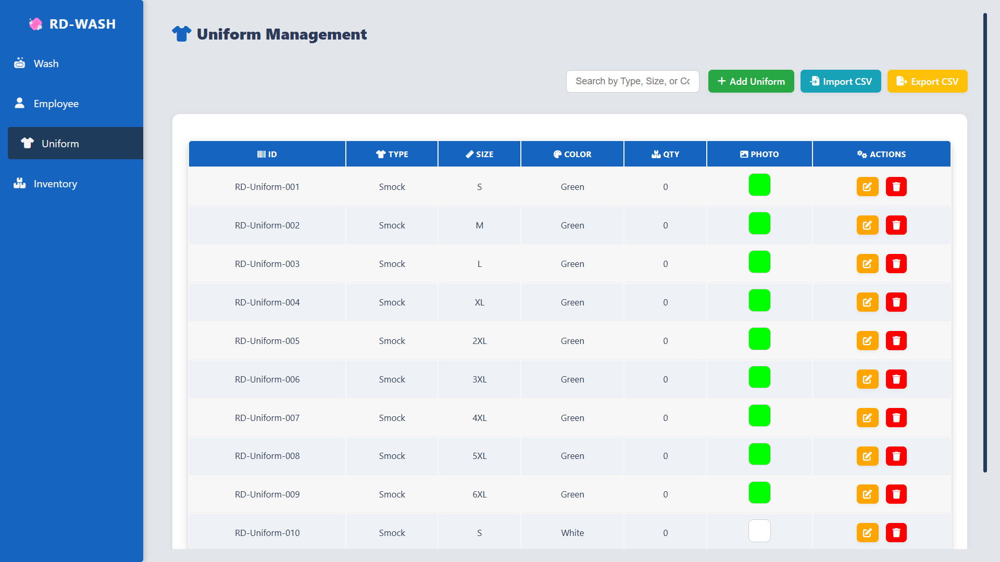 RD-WASH
Wash
Employee
Uniform
Inventory
Uniform Management
Search by Type, Size, or Co
Add Uniform
Import CSV
Export CSV
ID TYPE SIZE COLOR QTY PHOTO ACTIONS
RD-Uniform-001 Smock S Green 0
RD-Uniform-002 Smock M Green 0
RD-Uniform-003 Smock L Green 0
RD-Uniform-004 Smock XL Green 0
RD-Uniform-005 Smock 2XL Green 0
RD-Uniform-006 Smock 3XL Green 0
RD-Uniform-007 Smock 4XL Green 0
RD-Uniform-008 Smock 5XL Green 0
RD-Uniform-009 Smock 6XL Green 0
RD-Uniform-010 Smock S White 0